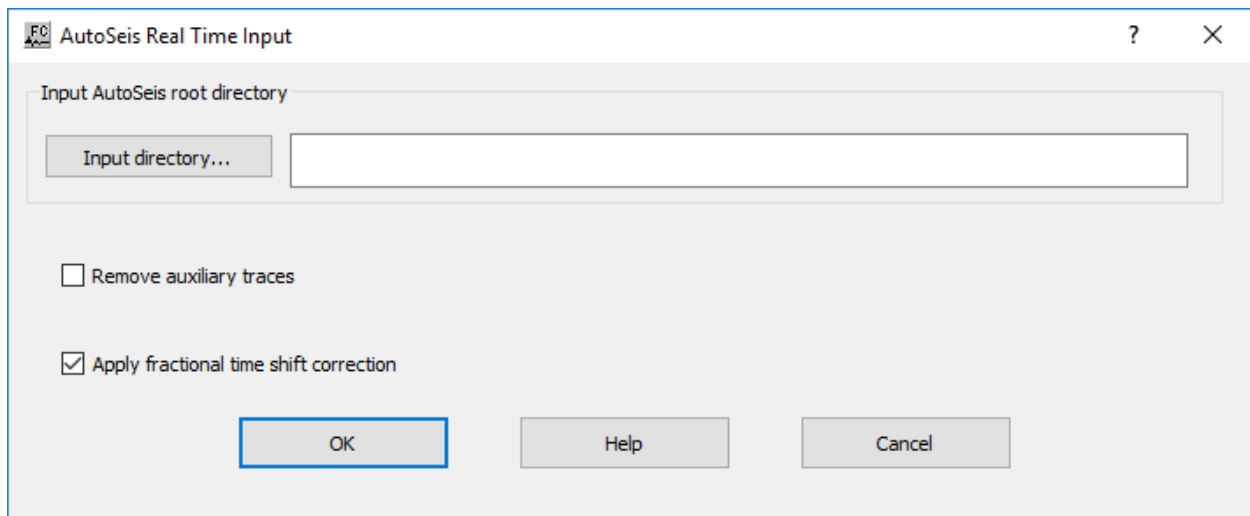 AutoSeis Real Time Input
?
Input AutoSeis root directory
Input directory...
Remove auxiliary traces
Apply fractional time shift correction
OK Help Cancel